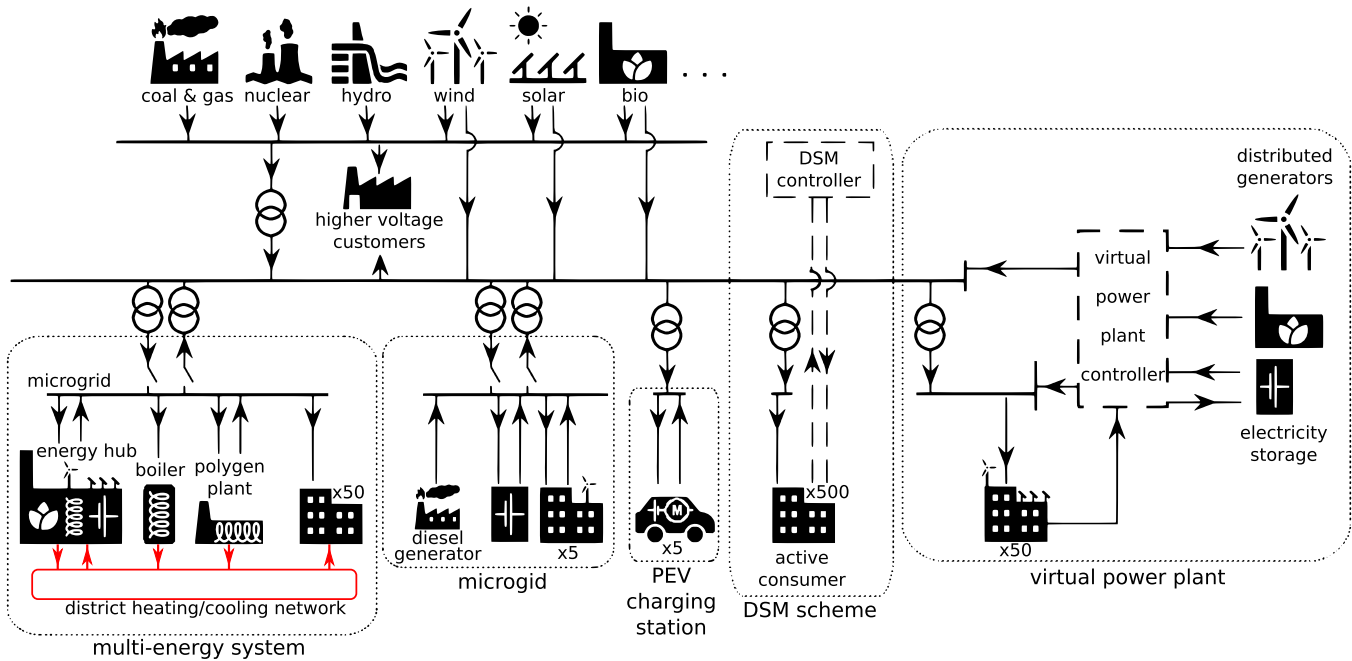 coal & gas
nuclear
hydro
wind
solar
bio
. . .
higher voltage
customers
DSM
controller
distributed
generators
virtual
power
plant
controller
electricity
storage
microgrid
energy hub
boiler
polygen
plant
x50
district heating/cooling network
multi-energy system
diesel
generator
x5
microgid
M
x5
PEV
charging
station
x500
active
consumer
DSM scheme
x50
virtual power plant